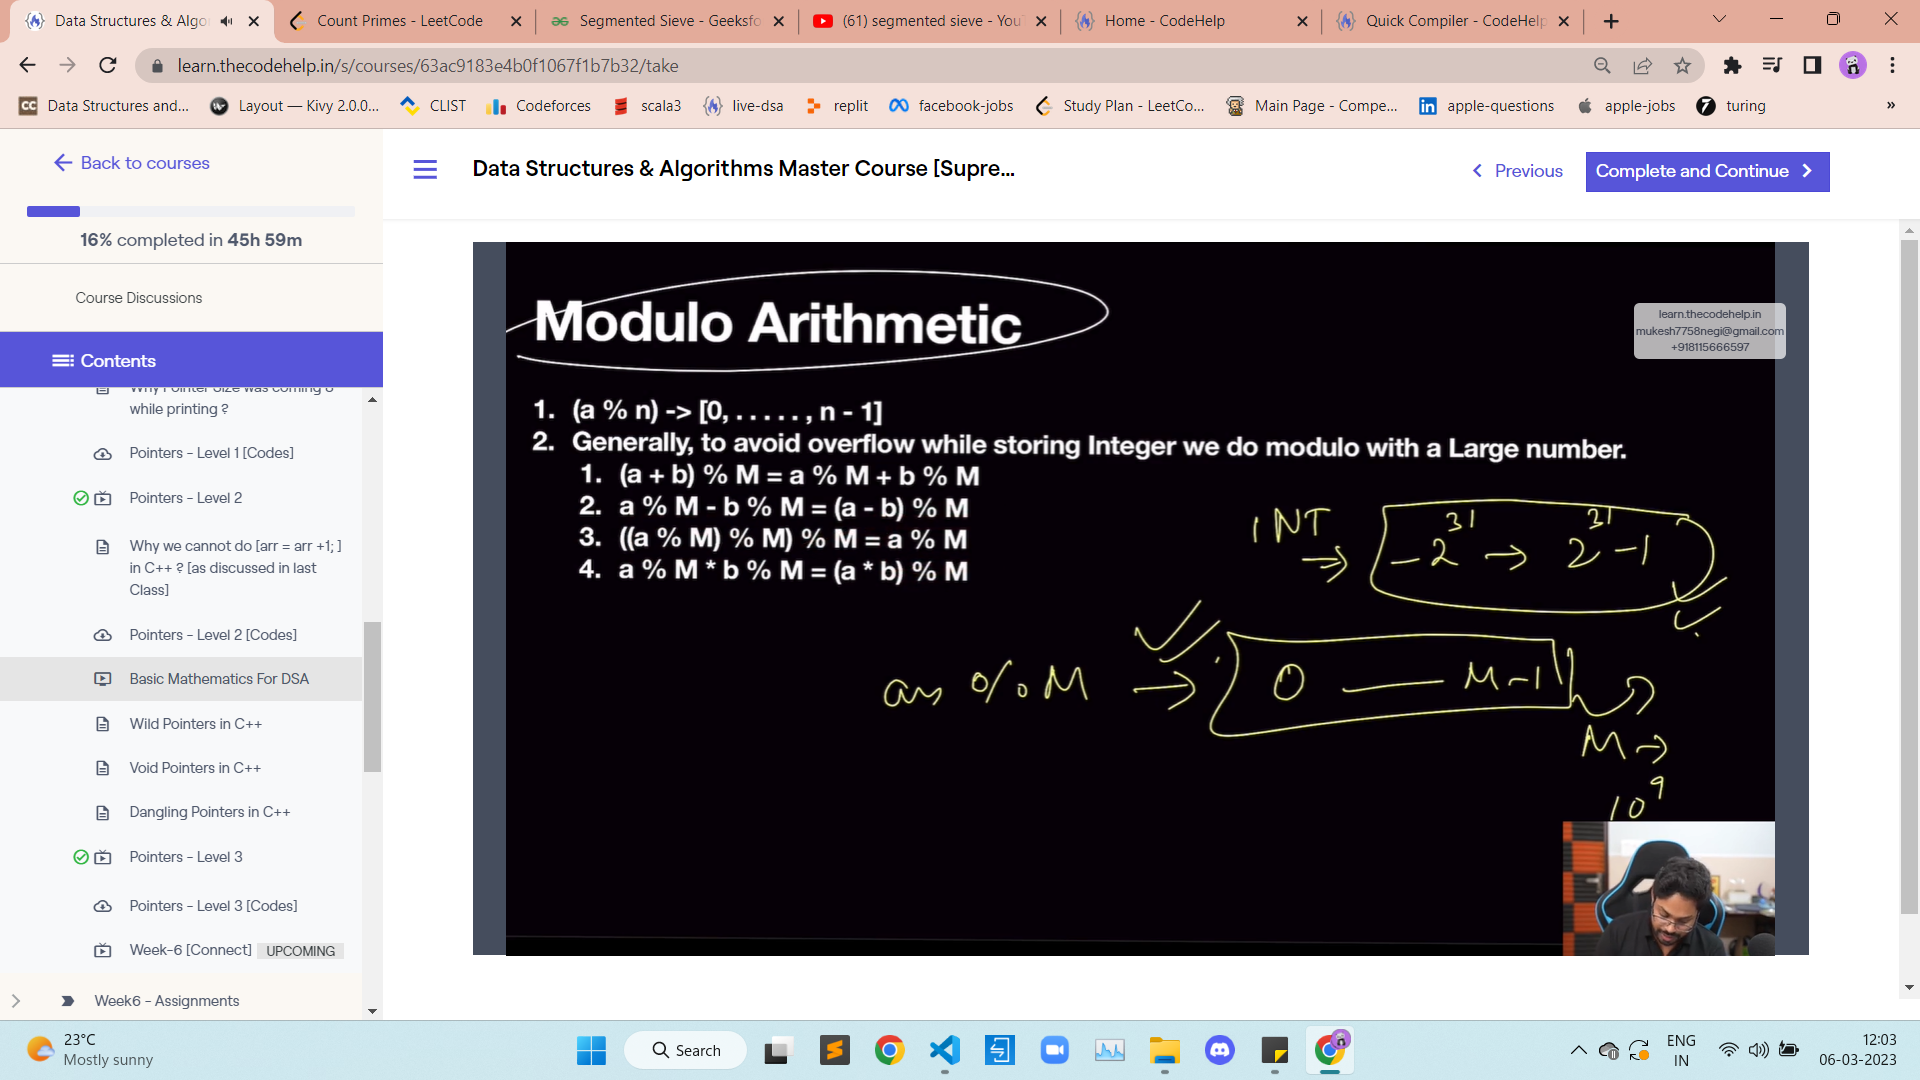 Data Structures & Algo
Count Primes - LeetCode
Segmented Sieve - Geeksfo
(61) segmented sieve - You
Home - CodeHelp
Quick Compiler - CodeHelp
learn.thecodehelp.in/s/courses/63ac9183e4b0f1067f1b7b32/take
CC Data Structures and...
Layout — Kivy 2.0.0...
CLIST
Codeforces
scala3
live-dsa
replit
facebook-jobs
Study Plan - LeetCo...
Main Page - Compe...
apple-questions
apple-jobs
turing
»
Back to courses
16% completed in 45h 59m
Course Discussions
Contents
Why Pointer Size was coming 8
while printing ?
Pointers - Level 1 [Codes]
Pointers - Level 2
Why we cannot do [arr = arr +1; ]
in C++ ? [as discussed in last
Class]
Pointers - Level 2 [Codes]
Basic Mathematics For DSA
Wild Pointers in C++
Void Pointers in C++
Dangling Pointers in C++
Pointers - Level 3
Pointers - Level 3 [Codes]
Week-6 [Connect] UPCOMING
Week6 - Assignments
Data Structures & Algorithms Master Course [Supre...
Previous
Complete and Continue
Modulo Arithmetic
learn.thecodehelp.in
mukesh7758negi@gmail.com
+918115666597
1. (a % n) -> [0, . . . . . , n - 1]
2. Generally, to avoid overflow while storing Integer we do modulo with a Large number.
1. (a + b) % M = a % M + b % M
2. a % M - b % M = (a - b) % M
3. ((a % M) % M) % M = a % M
4. a % M * b % M = (a * b) % M
INT → -2^31 → 2^31 -1
ans % M → 0 — M-1
M →
10^9
23°C
Mostly sunny
Search
ENG
IN
12:03
06-03-2023